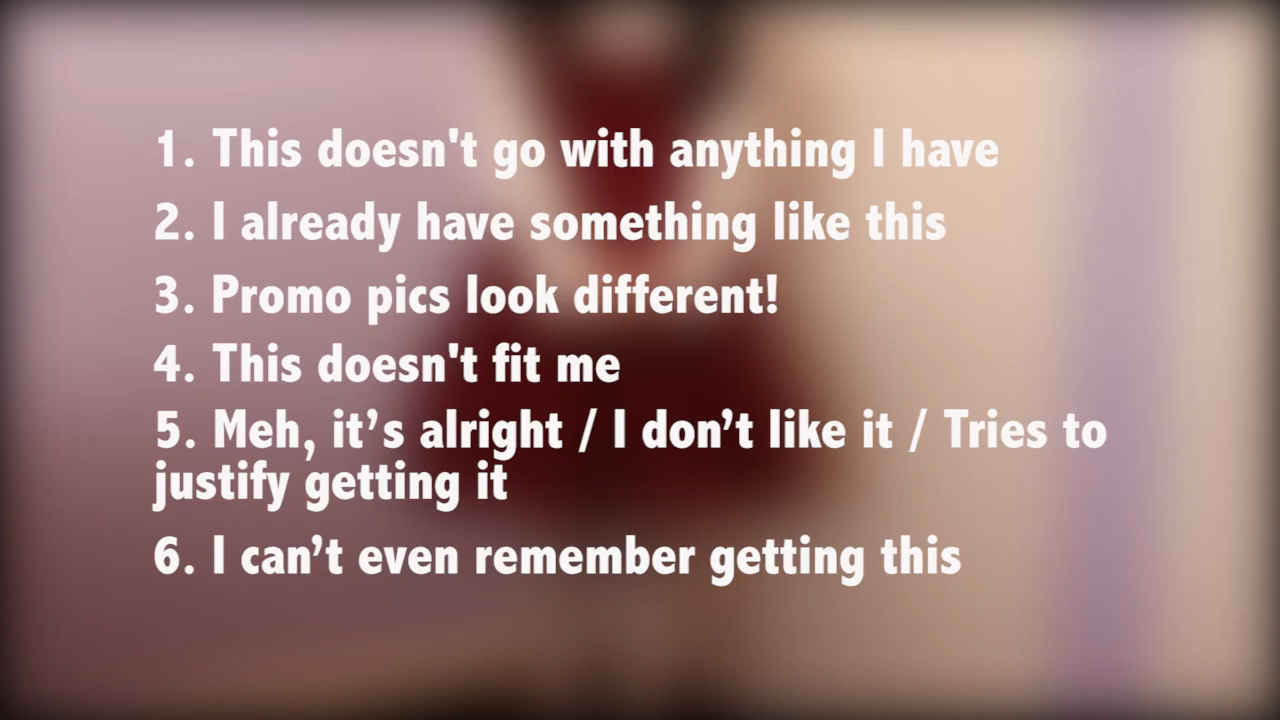 1. This doesn't go with anything I have
2. I already have something like this
3. Promo pics look different!
4. This doesn't fit me
5. Meh, it’s alright / I don’t like it / Tries to
justify getting it
6. I can’t even remember getting this